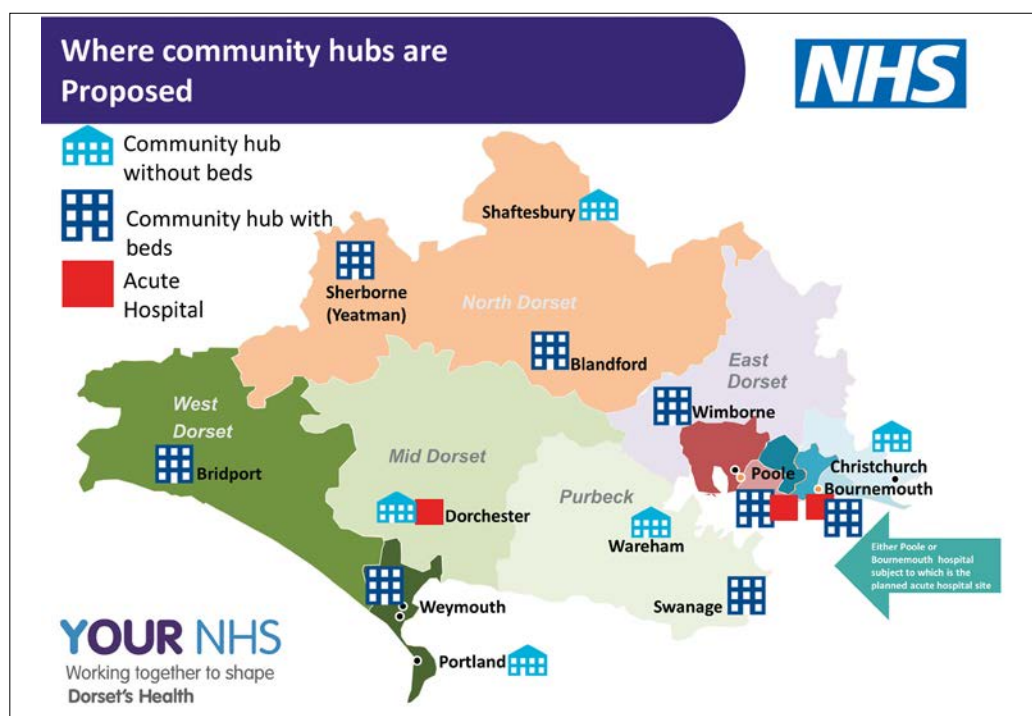 Where community hubs are
Proposed
NHS
Community hub
without beds
Community hub with
beds
Acute
Hospital
Shaftesbury
Sherborne
(Yeatman)
North Dorset
Blandford
East
Dorset
Wimborne
West
Dorset
Bridport
Mid Dorset
Purbeck
Poole
Christchurch
Bournemouth
Dorchester
Wareham
Either Poole or
Bournemouth hospital
subject to which is the
planned acute hospital site
Weymouth
Swanage
Portland
YOUR NHS
Working together to shape
Dorset's Health